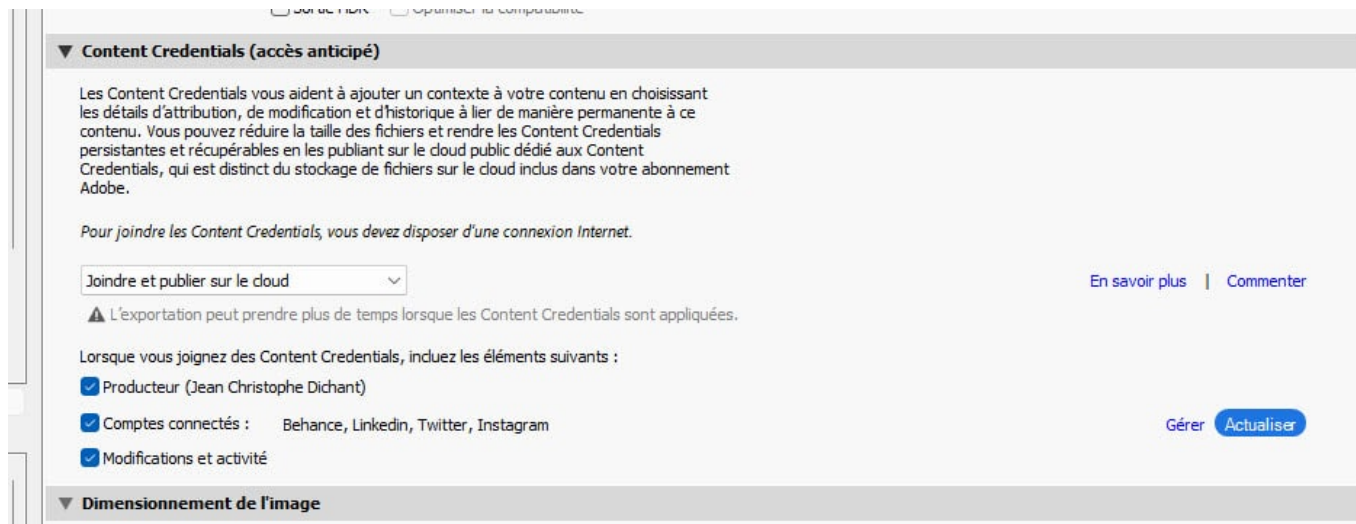 Sortie HDR Optimiser la compatibilité
Content Credentials (accès anticipé)
Les Content Credentials vous aident à ajouter un contexte à votre contenu en choisissant
les détails d'attribution, de modification et d'historique à lier de manière permanente à ce
contenu. Vous pouvez réduire la taille des fichiers et rendre les Content Credentials
persistantes et récupérables en les publiant sur le cloud public dédié aux Content
Credentials, qui est distinct du stockage de fichiers sur le cloud inclus dans votre abonnement
Adobe.
Pour joindre les Content Credentials, vous devez disposer d'une connexion Internet.
Joindre et publier sur le cloud En savoir plus | Commenter
L'exportation peut prendre plus de temps lorsque les Content Credentials sont appliquées.
Lorsque vous joignez des Content Credentials, incluez les éléments suivants :
Producteur (Jean Christophe Dichant)
Comptes connectés : Behance, Linkedin, Twitter, Instagram Gérer Actualiser
Modifications et activité
Dimensionnement de l'image